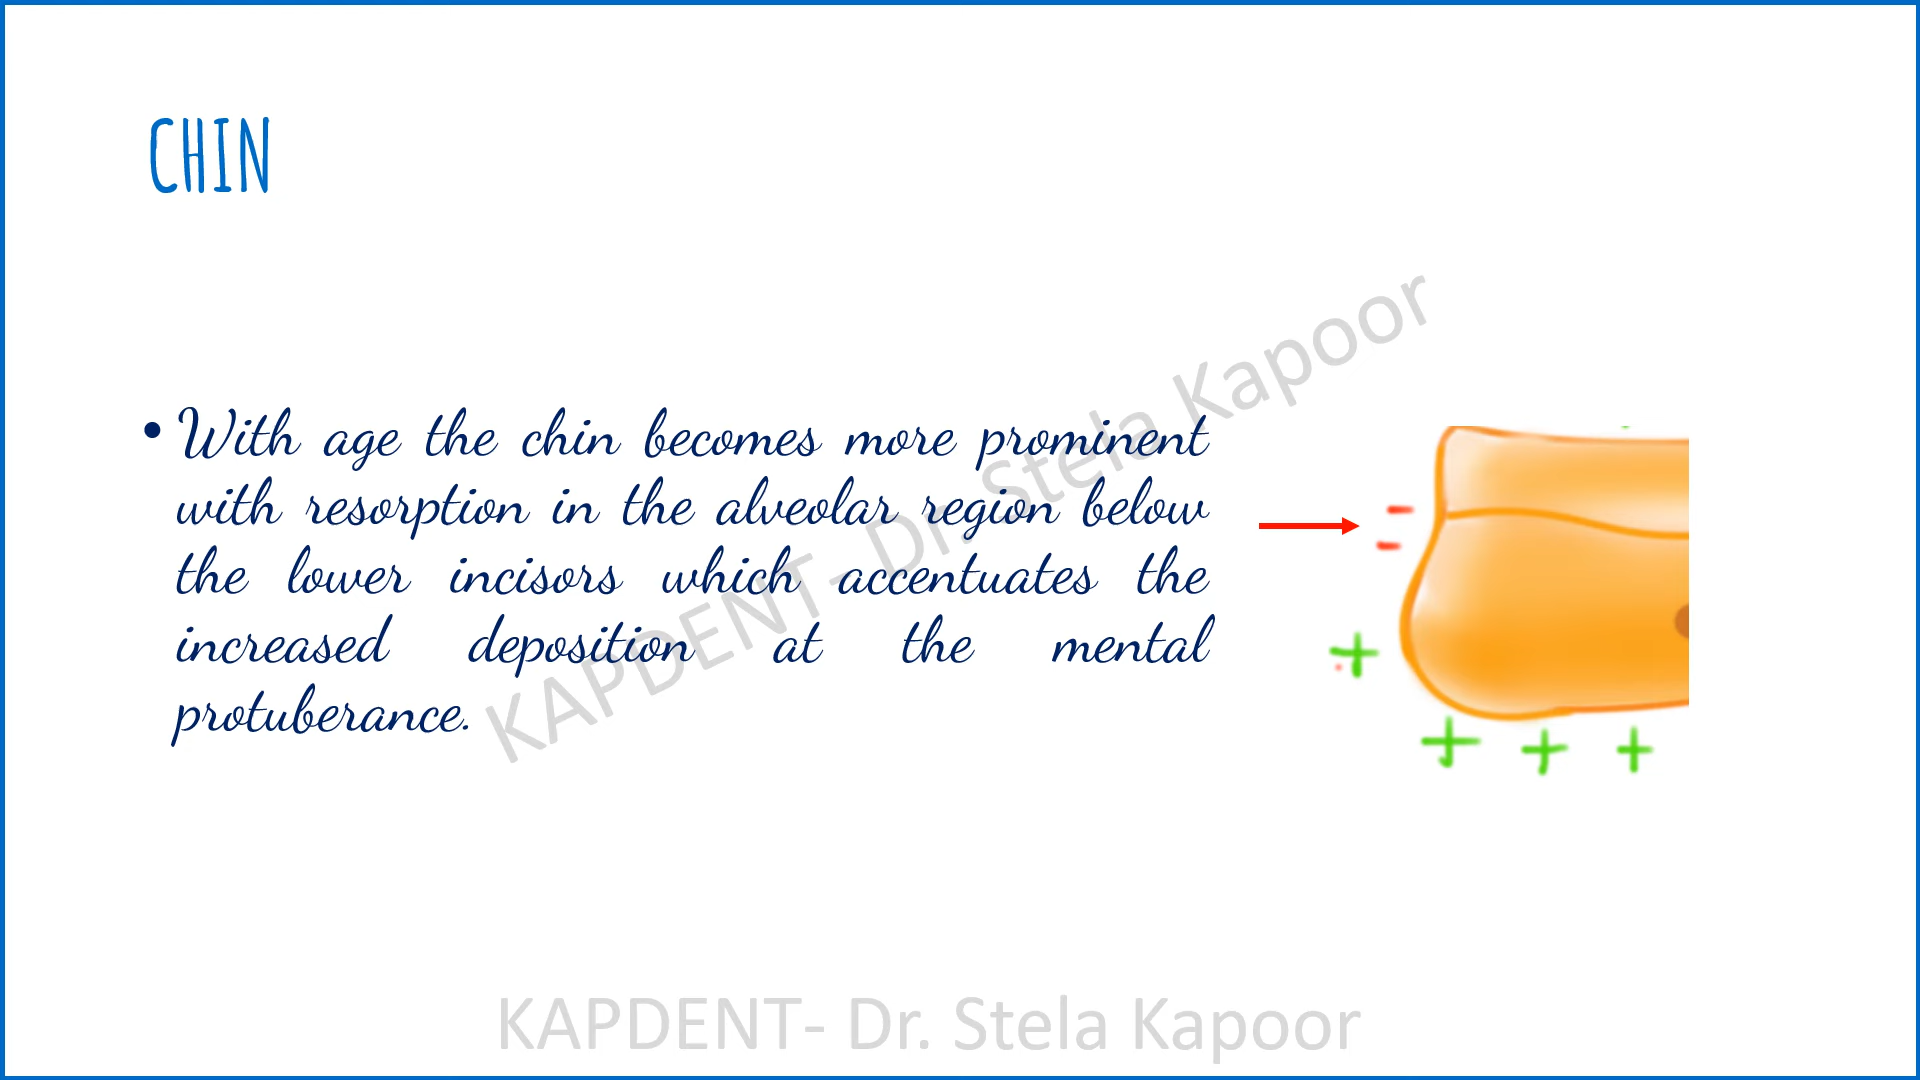 CHIN
• With age the chin becomes more prominent
with resorption in the alveolar region below
the lower incisors which accentuates the
increased deposition at the mental
protuberance.
KAPDENT- Dr. Stela Kapoor
KAPDENT- Dr. Stela Kapoor